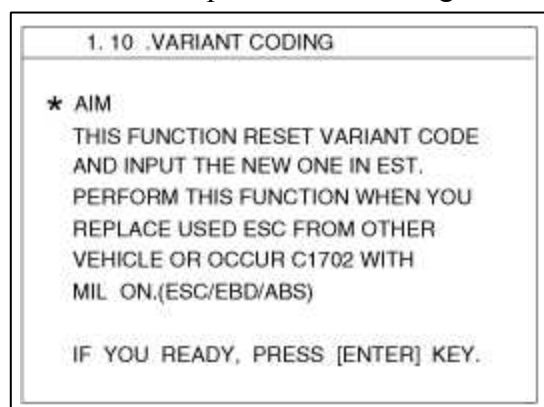 1. 10 .VARIANT CODING
* AIM
THIS FUNCTION RESET VARIANT CODE
AND INPUT THE NEW ONE IN EST.
PERFORM THIS FUNCTION WHEN YOU
REPLACE USED ESC FROM OTHER
VEHICLE OR OCCUR C1702 WITH
MIL ON.(ESC/EBD/ABS)
IF YOU READY, PRESS [ENTER] KEY.